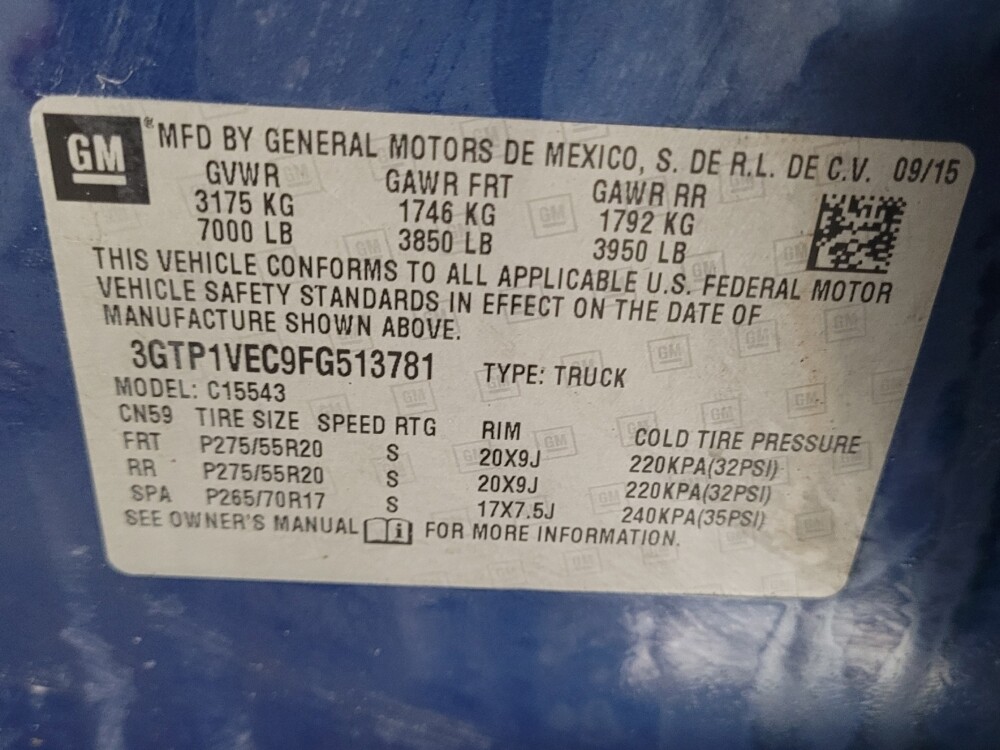 GM® MFD BY GENERAL MOTORS DE MEXICO, S. DE R.L. DE C.V. 09/15
GVWR GAWR FRT GAWR RR
3175 KG 1746 KG 1792 KG
7000 LB 3850 LB 3950 LB
THIS VEHICLE CONFORMS TO ALL APPLICABLE U.S. FEDERAL MOTOR
VEHICLE SAFETY STANDARDS IN EFFECT ON THE DATE OF
MANUFACTURE SHOWN ABOVE.
3GTP1VEC9FG513781 TYPE: TRUCK
MODEL: C15543
CN59 TIRE SIZE SPEED RTG RIM COLD TIRE PRESSURE
FRT P275/55R20 S 20X9J 220KPA(32PSI)
RR P275/55R20 S 20X9J 220KPA(32PSI)
SPA P265/70R17 S 17X7.5J 240KPA(35PSI)
SEE OWNER'S MANUAL i FOR MORE INFORMATION.